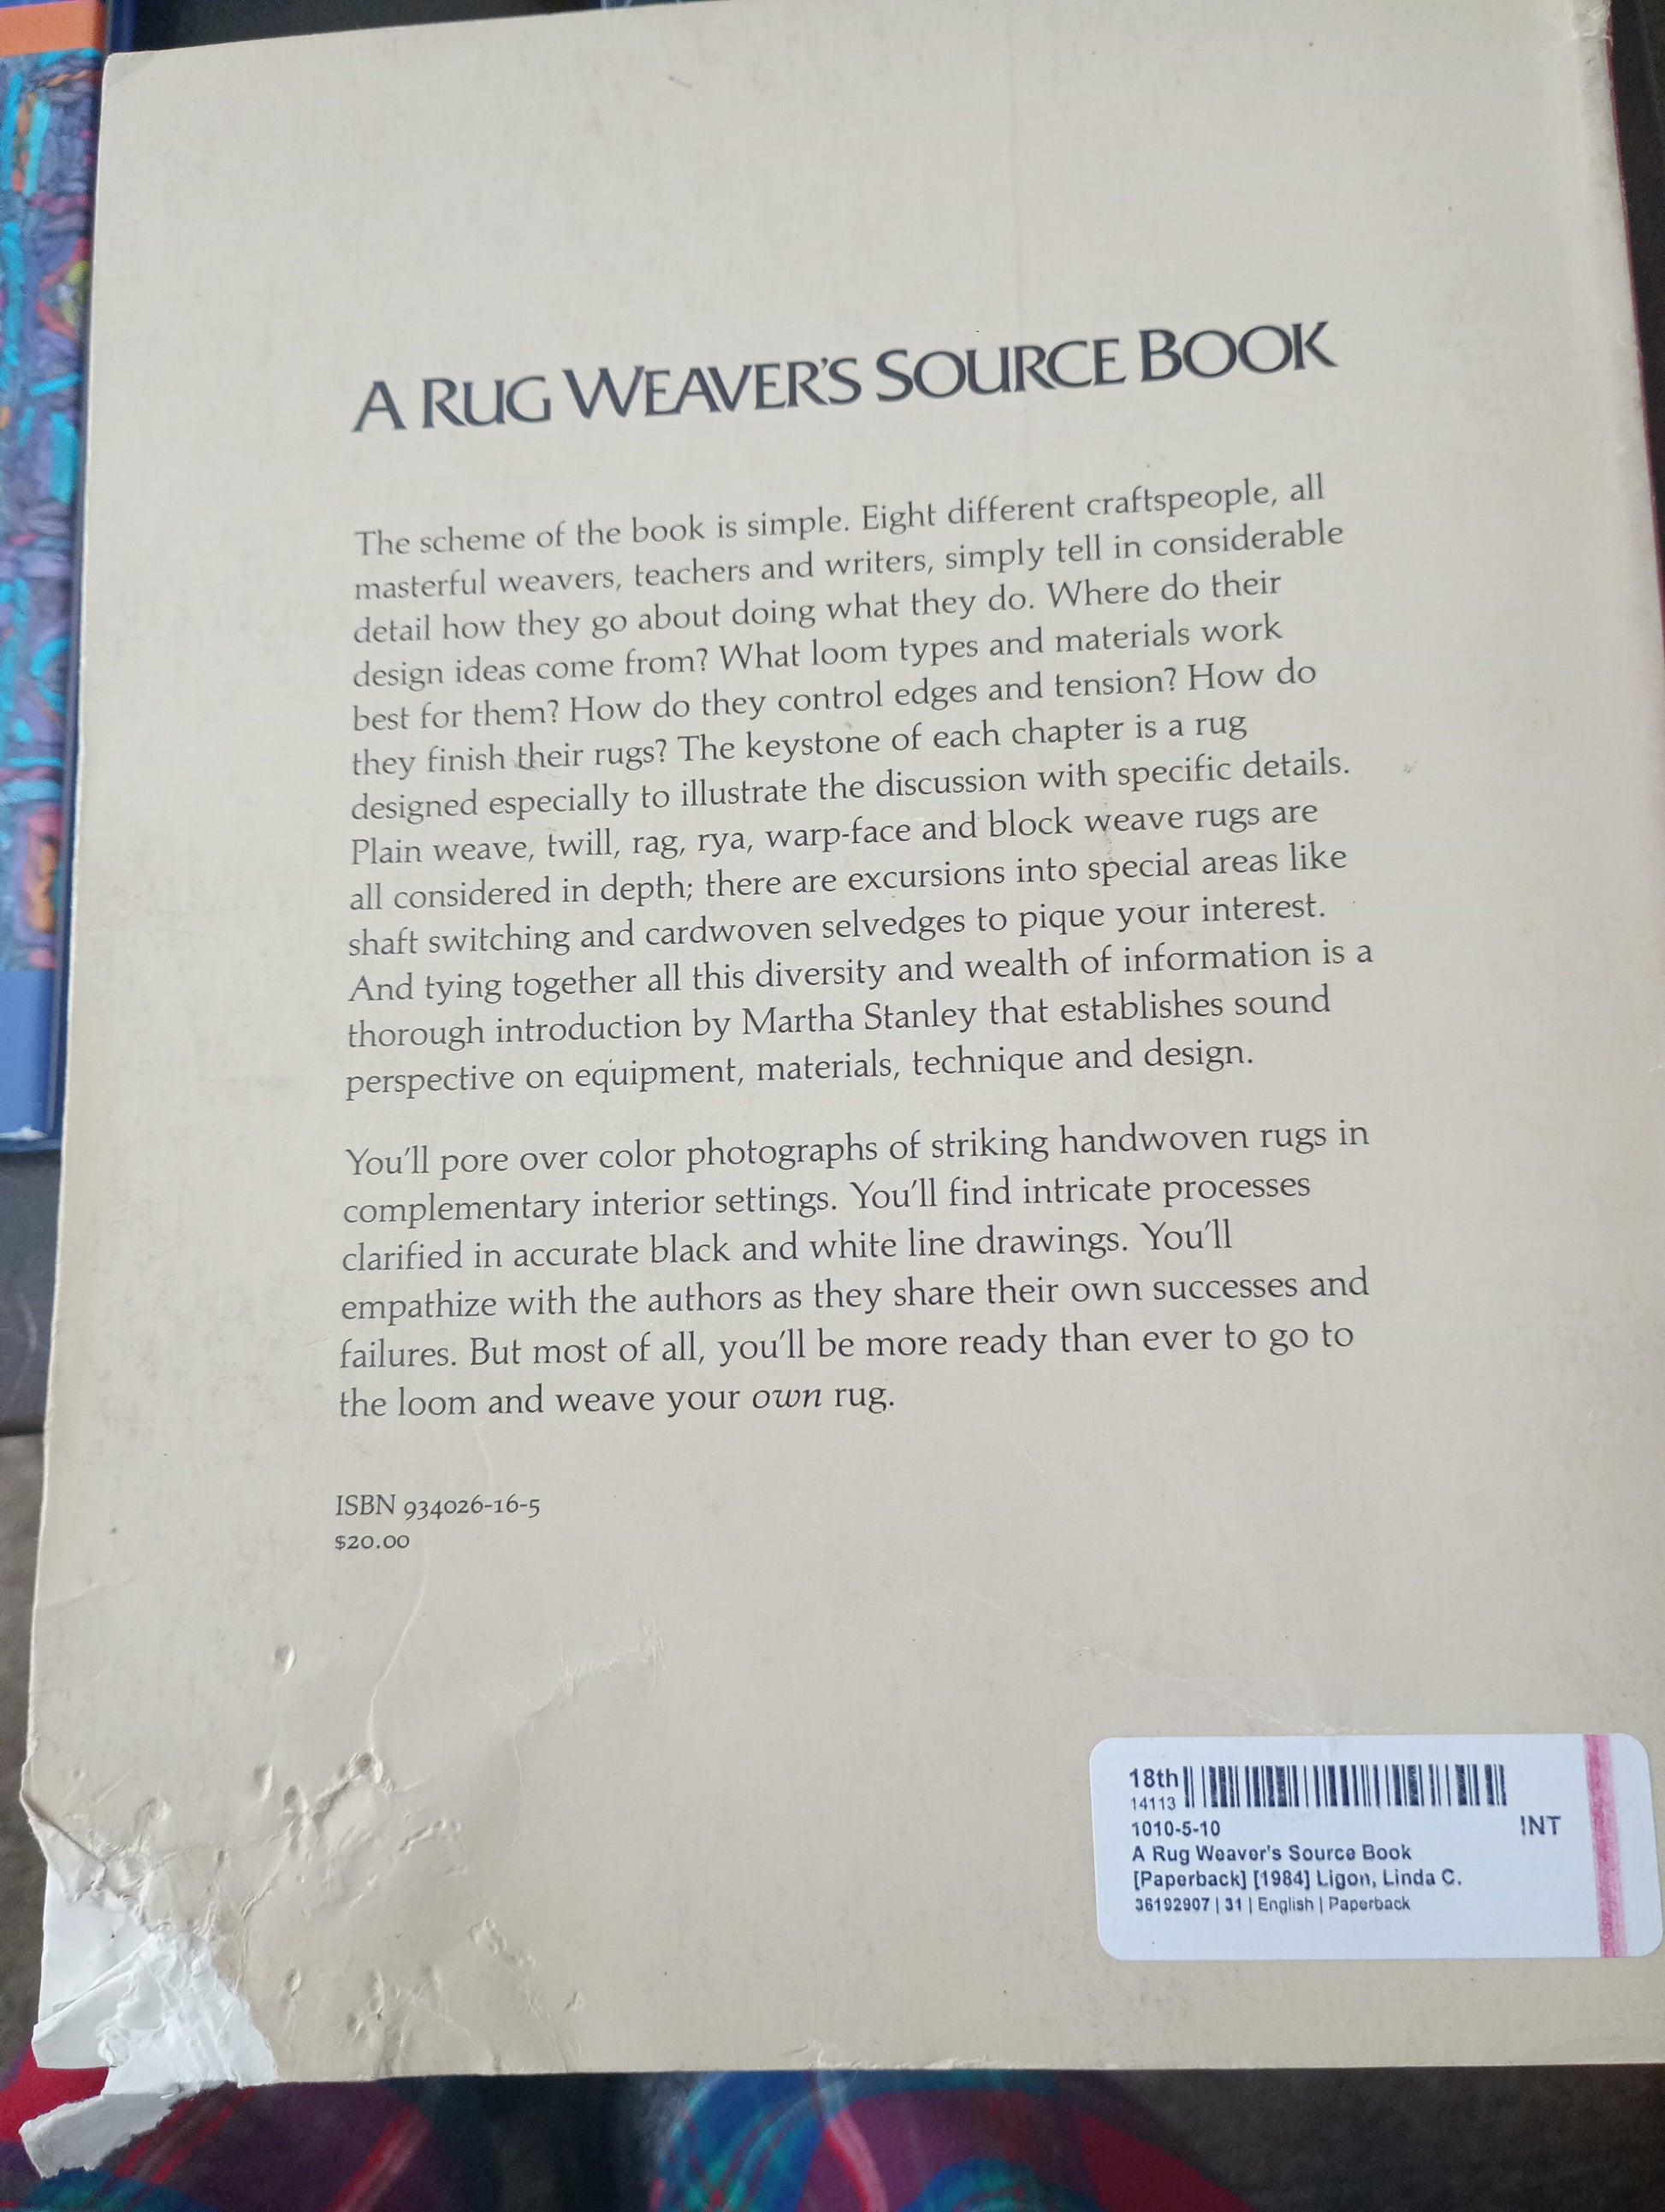 A RUG WEAVER'S SOURCE BOOK
The scheme of the book is simple. Eight different craftspeople, all
masterful weavers, teachers and writers, simply tell in considerable
detail how they go about doing what they do. Where do their
design ideas come from? What loom types and materials work
best for them? How do they control edges and tension? How do
they finish their rugs? The keystone of each chapter is a rug
designed especially to illustrate the discussion with specific details.
Plain weave, twill, rag, rya, warp-face and block weave rugs are
all considered in depth; there are excursions into special areas like
shaft switching and cardwoven selvedges to pique your interest.
And tying together all this diversity and wealth of information is a
thorough introduction by Martha Stanley that establishes sound
perspective on equipment, materials, technique and design.
You'll pore over color photographs of striking handwoven rugs in
complementary interior settings. You'll find intricate processes
clarified in accurate black and white line drawings. You'll
empathize with the authors as they share their own successes and
failures. But most of all, you'll be more ready than ever to go to
the loom and weave your own rug.
ISBN 934026-16-5
$20.00
18th
14113
1010-5-10
INT
A Rug Weaver's Source Book
[Paperback] [1984] Ligon, Linda C.
36192907 | 31 | English | Paperback